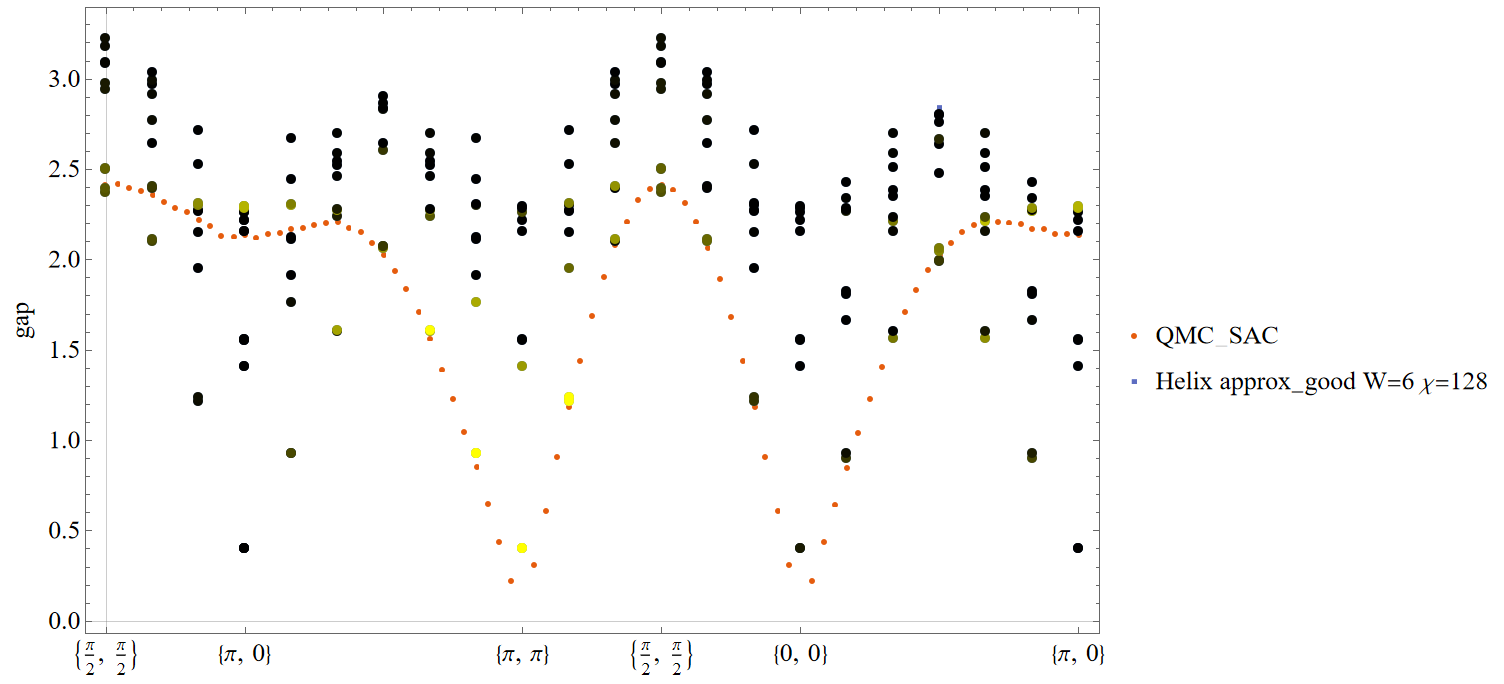 3.0
2.5
2.0
gap
1.5
1.0
0.5
0.0
{π/2, π/2}
{π, 0}
{π, π}
{π/2, π/2}
{0, 0}
{π, 0}
QMC_SAC
Helix approx_good W=6 χ=128